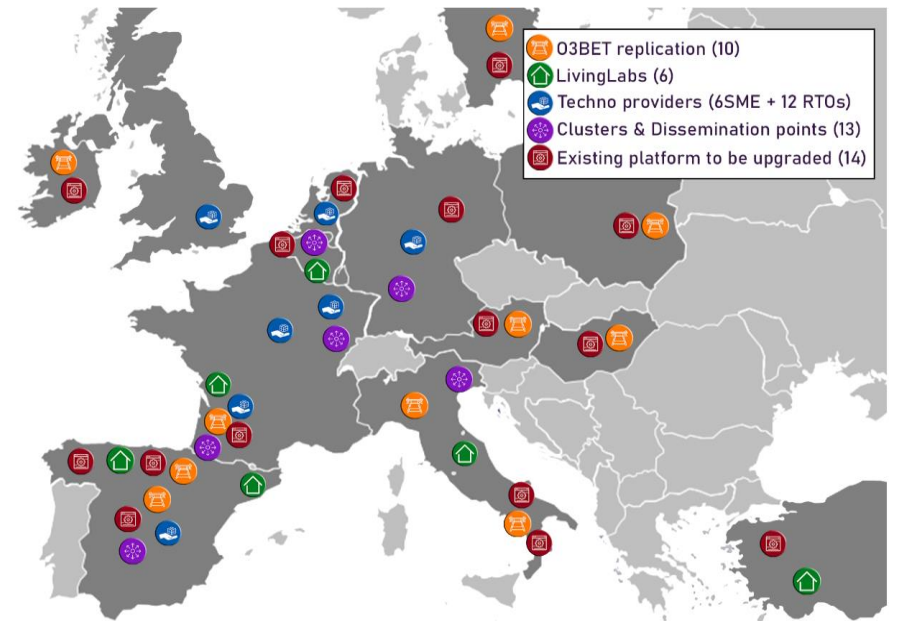 O3BET replication (10)
LivingLabs (6)
Techno providers (6SME + 12 RTOs)
Clusters & Dissemination points (13)
Existing platform to be upgraded (14)